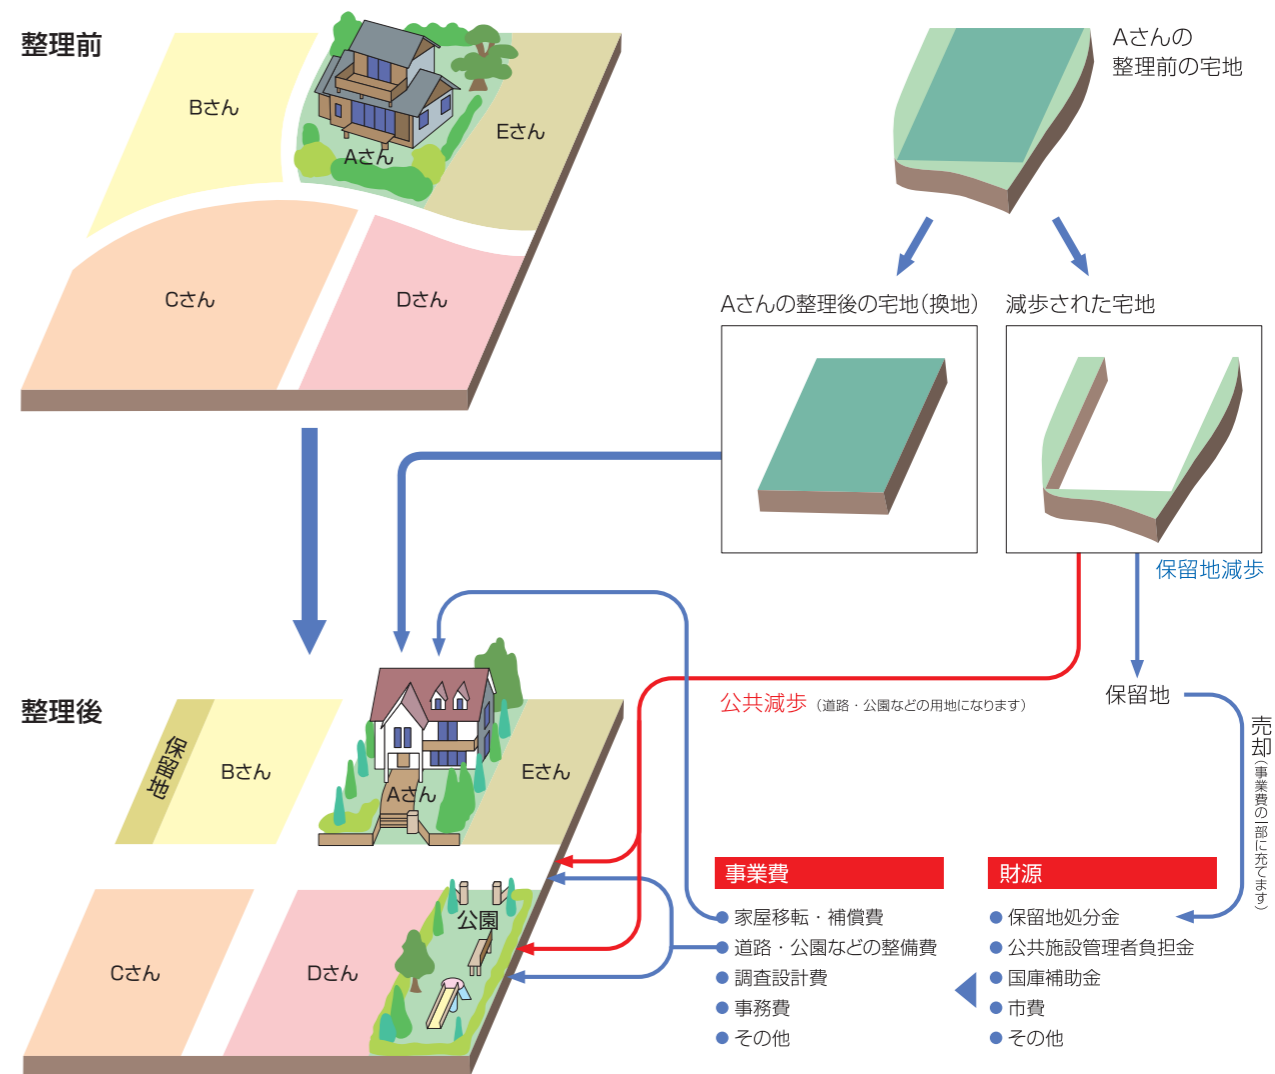 整理前
Bさん
Aさん
Eさん
Cさん
Dさん
Aさんの
整理前の宅地
Aさんの整理後の宅地(換地)
減歩された宅地
保留地減歩
公共減歩(道路・公園などの用地になります)
保留地
売却(事業費の一部に充てます)
整理後
保留地
Bさん
Aさん
Eさん
公園
Cさん
Dさん
事業費
●家屋移転・補償費
●道路・公園などの整備費
●調査設計費
●事務費
●その他
財源
●保留地処分金
●公共施設管理者負担金
●国庫補助金
●市費
●その他